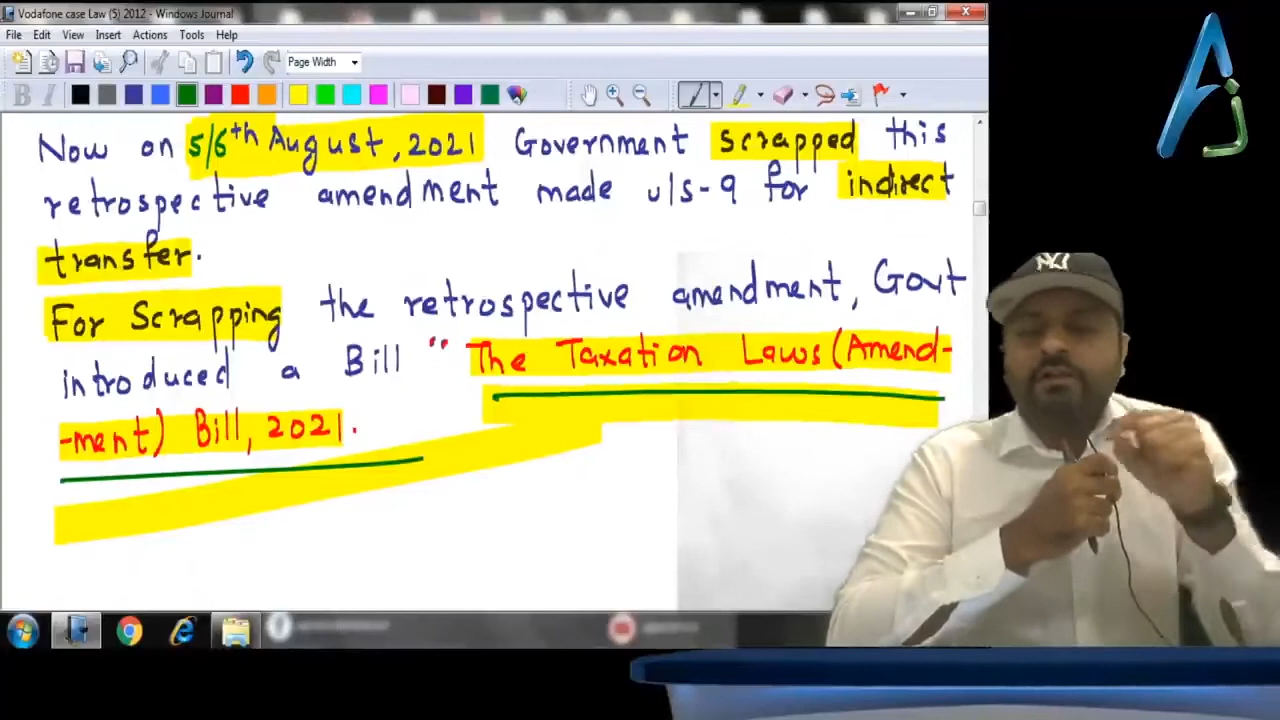 Vodafone case Law (5) 2012 - Windows Journal
File Edit View Insert Actions Tools Help
Page Width
B I
Now on 5/6th August, 2021 Government scrapped this
retrospective amendment made u/s-9 for indirect
transfer.
For Scrapping the retrospective amendment, Govt
introduced a Bill "The Taxation Laws (Amend-
-ment) Bill, 2021.